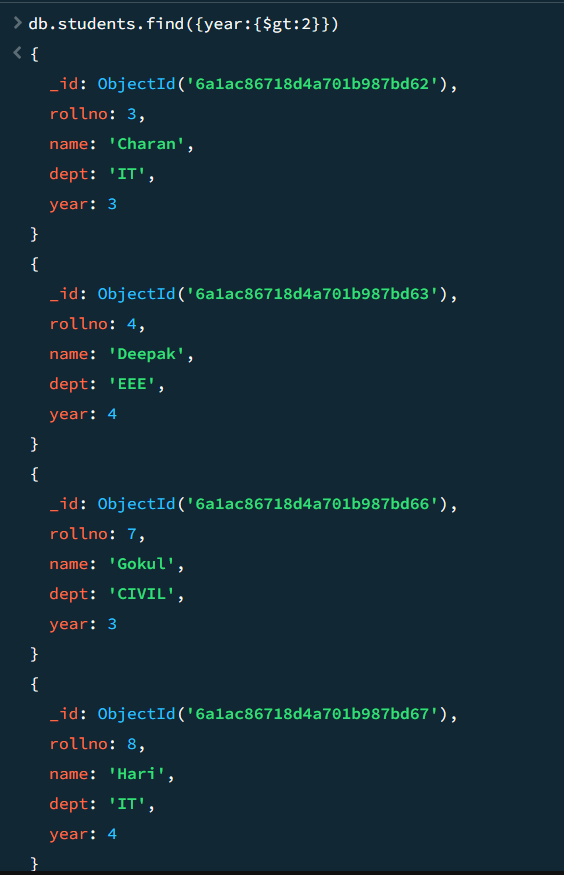 > db.students.find({year:{$gt:2}})
< {
_id: ObjectId('6a1ac86718d4a701b987bd62'),
rollno: 3,
name: 'Charan',
dept: 'IT',
year: 3
}
{
_id: ObjectId('6a1ac86718d4a701b987bd63'),
rollno: 4,
name: 'Deepak',
dept: 'EEE',
year: 4
}
{
_id: ObjectId('6a1ac86718d4a701b987bd66'),
rollno: 7,
name: 'Gokul',
dept: 'CIVIL',
year: 3
}
{
_id: ObjectId('6a1ac86718d4a701b987bd67'),
rollno: 8,
name: 'Hari',
dept: 'IT',
year: 4
}